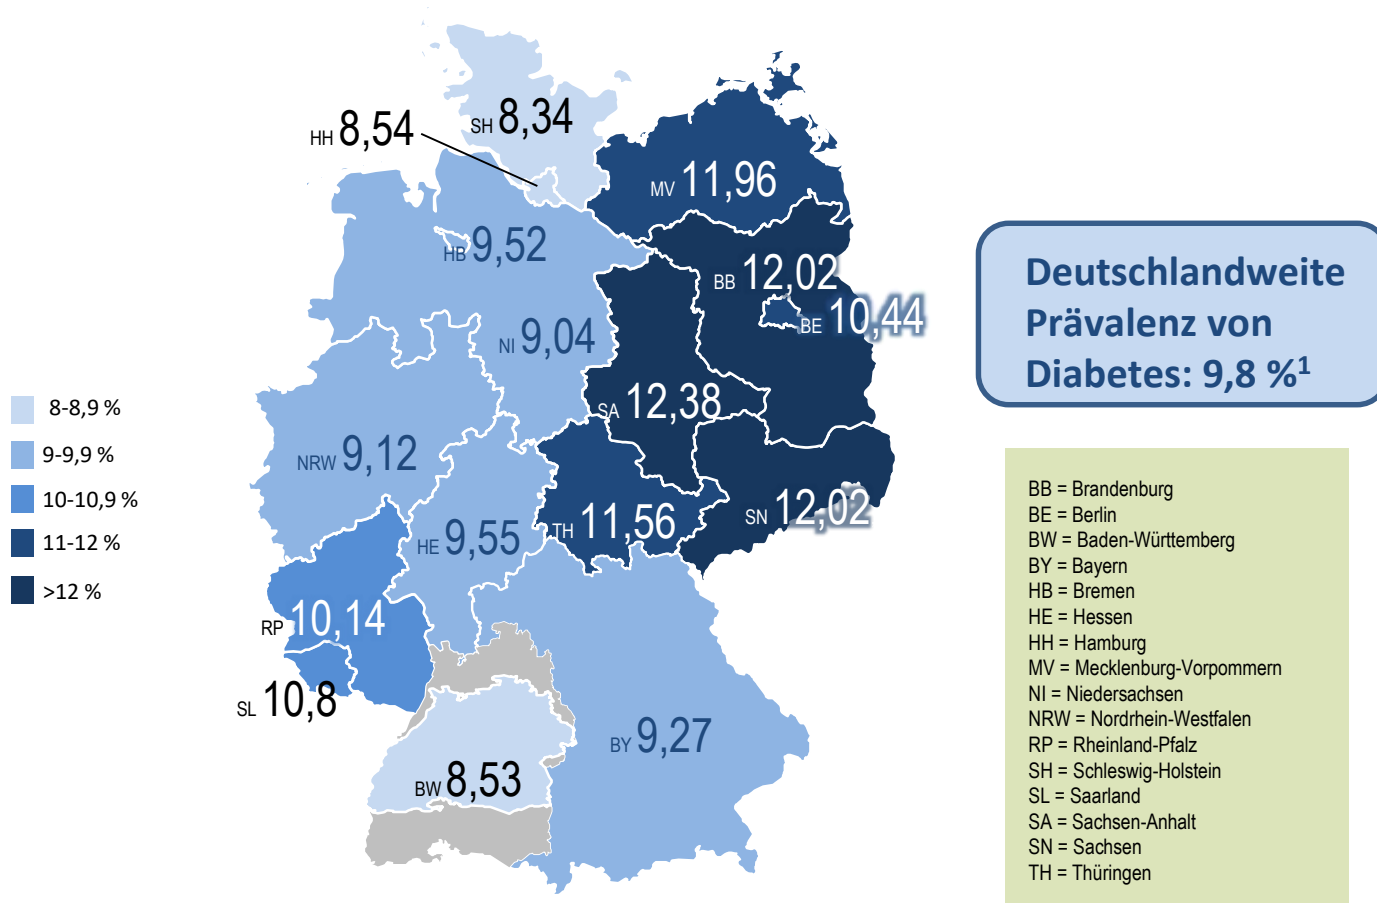 SH 8,34
HH 8,54
MV 11,96
HB 9,52
BB 12,02
BE 10,44
NI 9,04
SA 12,38
NRW 9,12
HE 9,55
TH 11,56
SN 12,02
RP 10,14
SL 10,8
BY 9,27
BW 8,53
8-8,9 %
9-9,9 %
10-10,9 %
11-12 %
>12 %
Deutschlandweite
Prävalenz von
Diabetes: 9,8 %¹
BB = Brandenburg
BE = Berlin
BW = Baden-Württemberg
BY = Bayern
HB = Bremen
HE = Hessen
HH = Hamburg
MV = Mecklenburg-Vorpommern
NI = Niedersachsen
NRW = Nordrhein-Westfalen
RP = Rheinland-Pfalz
SH = Schleswig-Holstein
SL = Saarland
SA = Sachsen-Anhalt
SN = Sachsen
TH = Thüringen